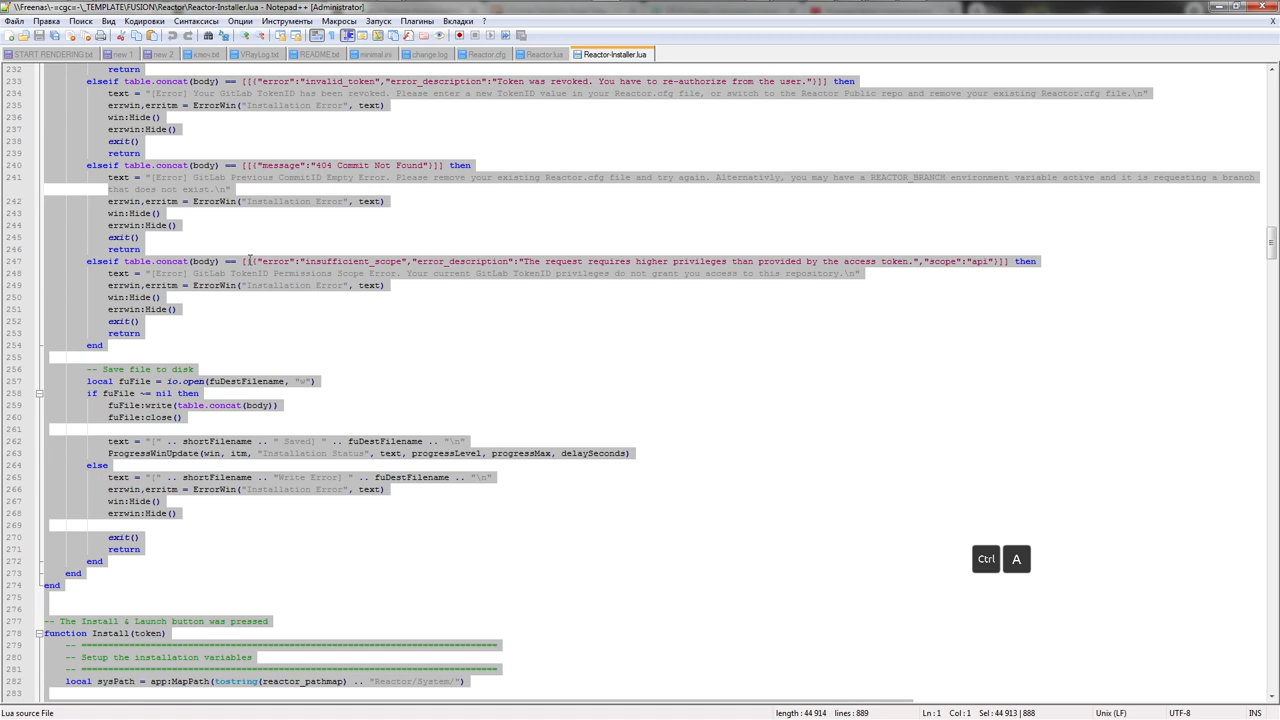 \\Freenas\-=cgc=-\_TEMPLATE\FUSION\Reactor\Reactor-Installer.lua - Notepad++ [Administrator]
Файл Правка Поиск Вид Кодировки Синтаксисы Опции Инструменты Макросы Запуск Плагины Вкладки ?
START RENDERING.txt new 1 new 2 ключ.txt VRayLog.txt README.txt minimal.ini change.log Reactor.cfg Reactor.lua Reactor-Installer.lua
232 return
233 elseif table.concat(body) == [[{"error":"invalid_token","error_description":"Token was revoked. You have to re-authorize from the user."}]] then
234 text = "[Error] Your GitLab TokenID has been revoked. Please enter a new TokenID value in your Reactor.cfg file, or switch to the Reactor Public repo and remove your existing Reactor.cfg file.\n"
235 errwin,erritm = ErrorWin("Installation Error", text)
236 win:Hide()
237 errwin:Hide()
238 exit()
239 return
240 elseif table.concat(body) == [[{"message":"404 Commit Not Found"}]] then
241 text = "[Error] GitLab Previous CommitID Empty Error. Please remove your existing Reactor.cfg file and try again. Alternativly, you may have a REACTOR_BRANCH environment variable active and it is requesting a branch
that does not exist.\n"
242 errwin,erritm = ErrorWin("Installation Error", text)
243 win:Hide()
244 errwin:Hide()
245 exit()
246 return
247 elseif table.concat(body) == [[{"error":"insufficient_scope","error_description":"The request requires higher privileges than provided by the access token.","scope":"api"}]] then
248 text = "[Error] GitLab TokenID Permissions Scope Error. Your current GitLab TokenID privileges do not grant you access to this repository.\n"
249 errwin,erritm = ErrorWin("Installation Error", text)
250 win:Hide()
251 errwin:Hide()
252 exit()
253 return
254 end
255
256 -- Save file to disk
257 local fuFile = io.open(fuDestFilename, "w")
258 if fuFile ~= nil then
259 fuFile:write(table.concat(body))
260 fuFile:close()
261
262 text = "[" .. shortFilename .. " Saved] " .. fuDestFilename .. "\n"
263 ProgressWinUpdate(win, itm, "Installation Status", text, progressLevel, progressMax, delaySeconds)
264 else
265 text = "[" .. shortFilename .. "Write Error] " .. fuDestFilename .. "\n"
266 errwin,erritm = ErrorWin("Installation Error", text)
267 win:Hide()
268 errwin:Hide()
269
270 exit()
271 return
272 end
273 end
274 end
275
276
277 -- The Install & Launch button was pressed
278 function Install(token)
279 -- ==============================================================================
280 -- Setup the installation variables
281 -- ==============================================================================
282 local sysPath = app:MapPath(tostring(reactor_pathmap) .. "Reactor/System/")
283
Ctrl A
Lua source File length : 44 914 lines : 889 Ln : 1 Col : 1 Sel : 44 913 | 888 Unix (LF) UTF-8 INS